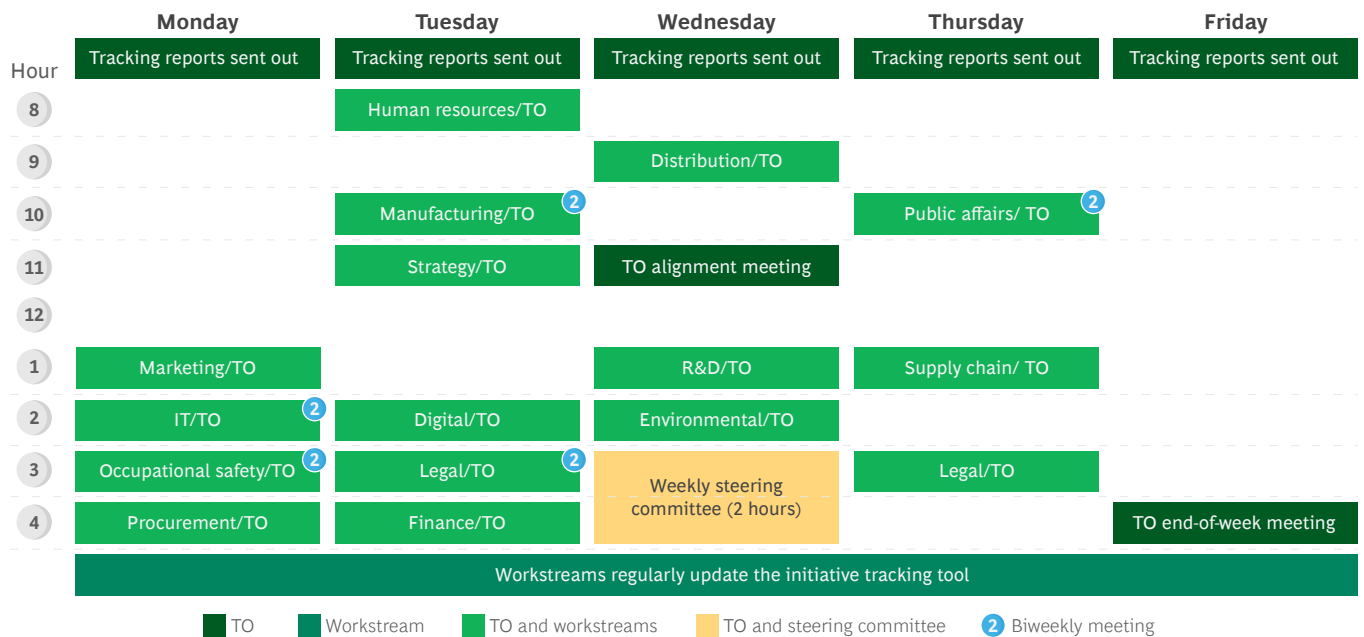 Monday Tuesday Wednesday Thursday Friday
Tracking reports sent out Tracking reports sent out Tracking reports sent out Tracking reports sent out Tracking reports sent out
Hour
8 Human resources/TO
9 Distribution/TO
10 Manufacturing/TO 2 Public affairs/ TO 2
11 Strategy/TO TO alignment meeting
12
1 Marketing/TO R&D/TO Supply chain/ TO
2 IT/TO 2 Digital/TO Environmental/TO
3 Occupational safety/TO 2 Legal/TO 2 Weekly steering Legal/TO
4 Procurement/TO Finance/TO committee (2 hours) TO end-of-week meeting
Workstreams regularly update the initiative tracking tool
TO Workstream TO and workstreams TO and steering committee 2 Biweekly meeting